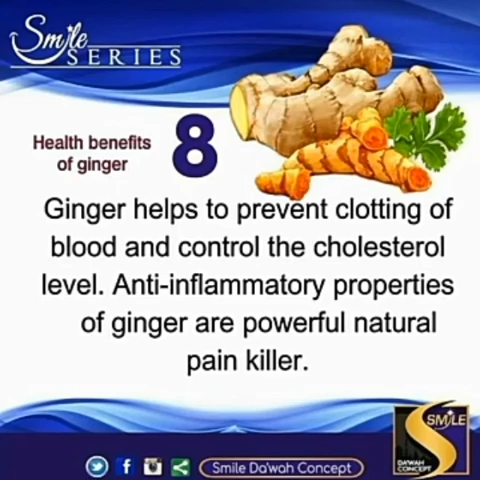 Smile
SERIES
Health benefits
of ginger
8
Ginger helps to prevent clotting of
blood and control the cholesterol
level. Anti-inflammatory properties
of ginger are powerful natural
pain killer.
SMILE
DA'WAH
CONCEPT
Smile Da'wah Concept